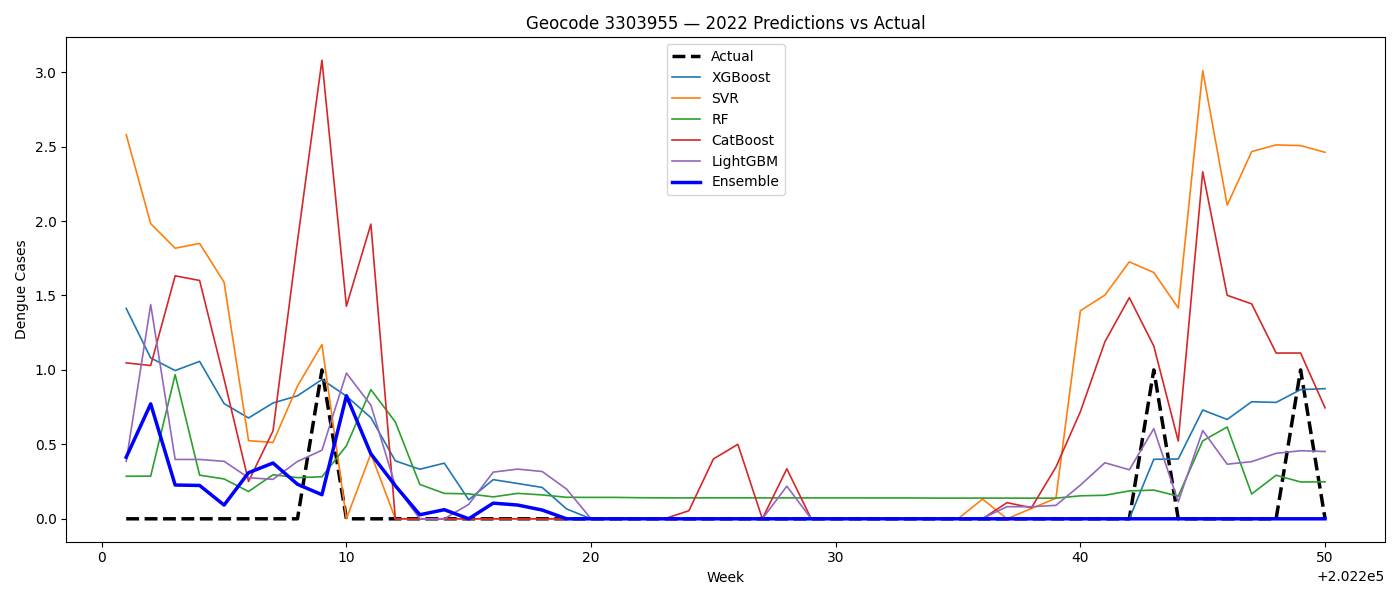 Geocode 3303955 — 2022 Predictions vs Actual
Actual
XGBoost
SVR
RF
CatBoost
LightGBM
Ensemble
Dengue Cases
3.0
2.5
2.0
1.5
1.0
0.5
0.0
0 10 20 30 40 50
Week
+2.022e5